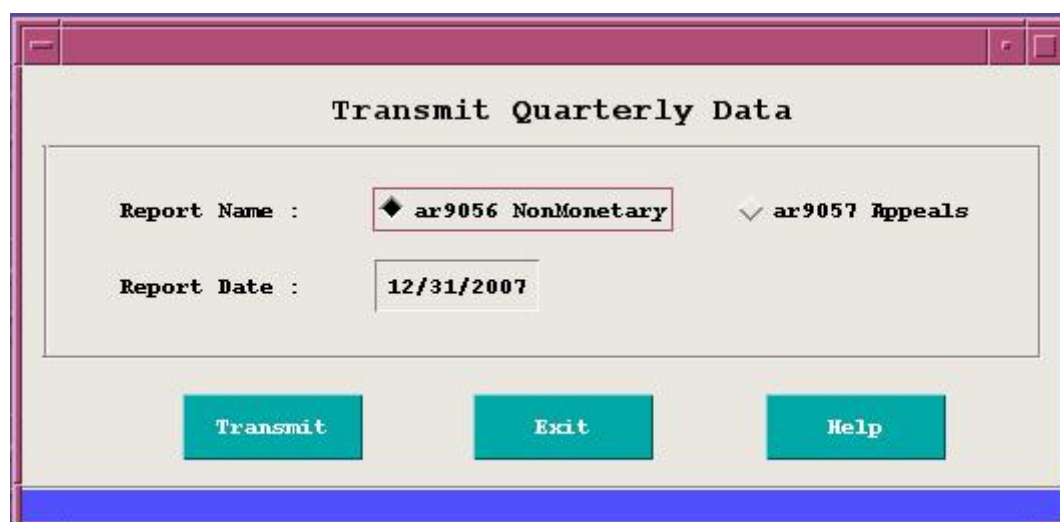 Transmit Quarterly Data
Report Name : ar9056 NonMonetary ar9057 Appeals
Report Date : 12/31/2007
Transmit Exit Help